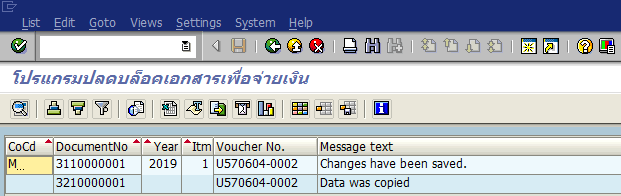 List Edit Goto Views Settings System Help
โปรแกรมปลดบล็อคเอกสารเพื่อจ่ายเงิน
CoCd DocumentNo Year Itm Voucher No. Message text
M... 3110000001 2019 1 U570604-0002 Changes have been saved.
3210000001 U570604-0002 Data was copied